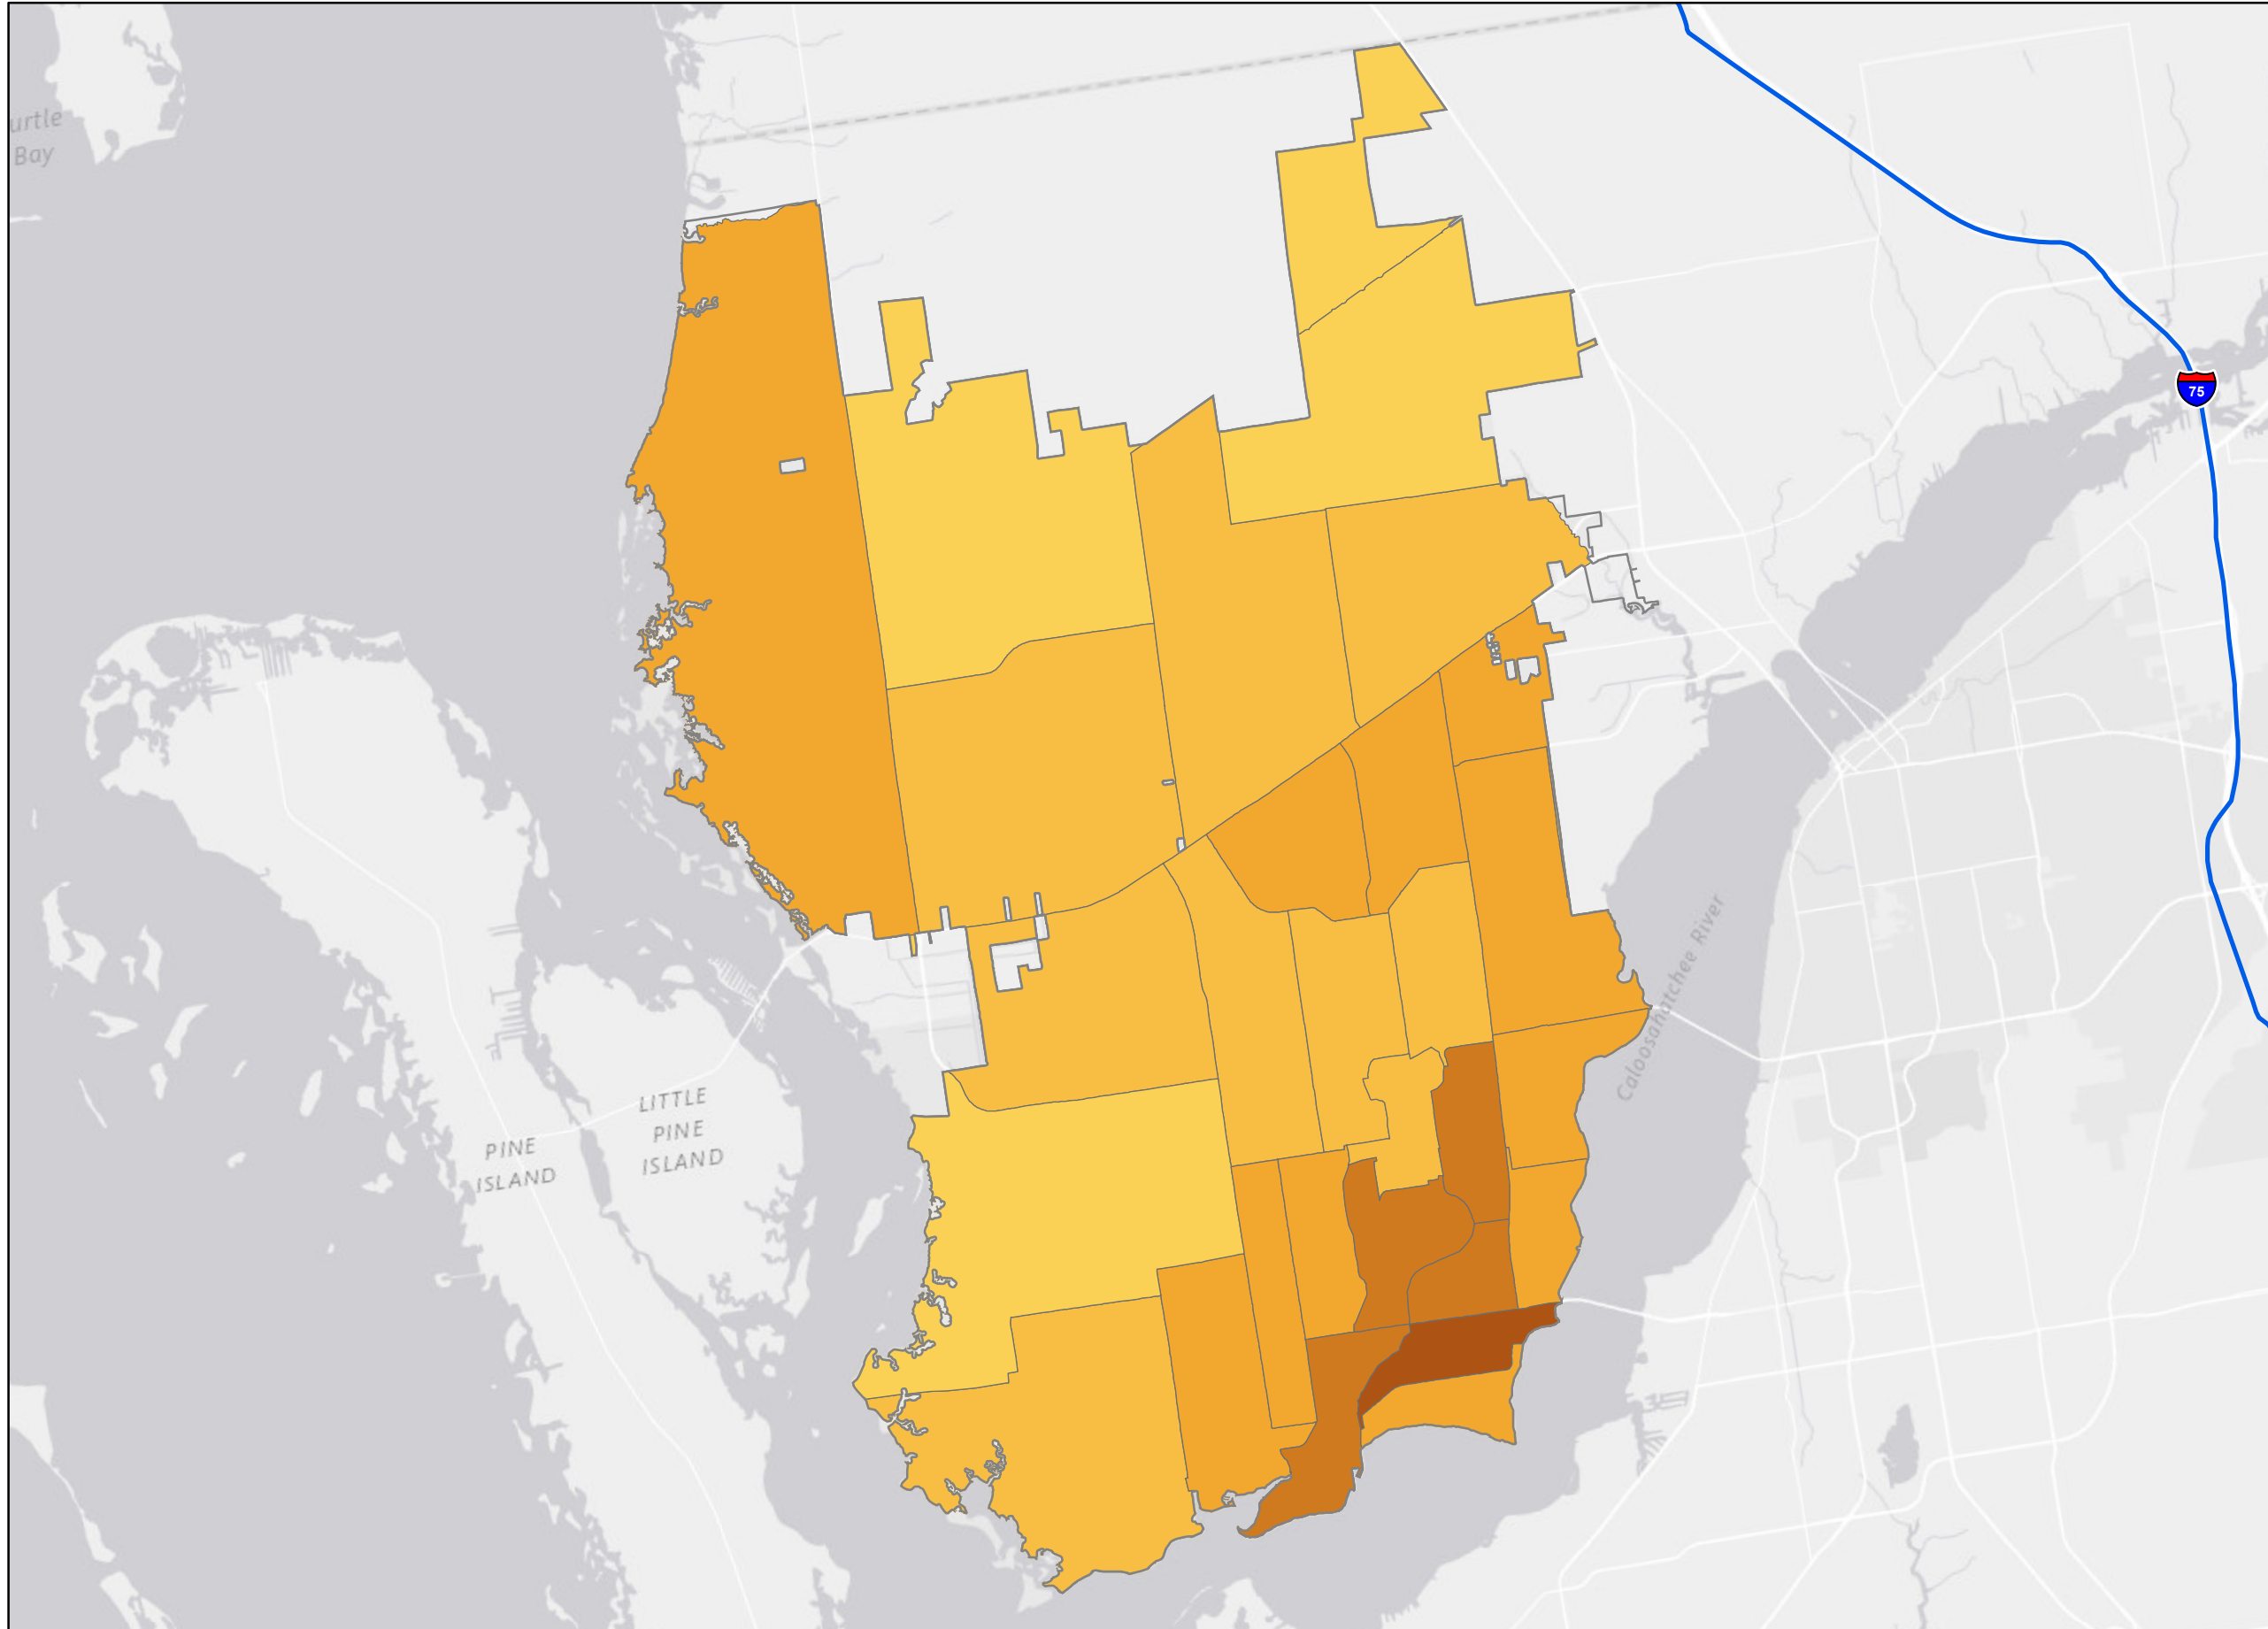 urtle
Bay
75
Caloosahatchee River
LITTLE
PINE
ISLAND
PINE
ISLAND